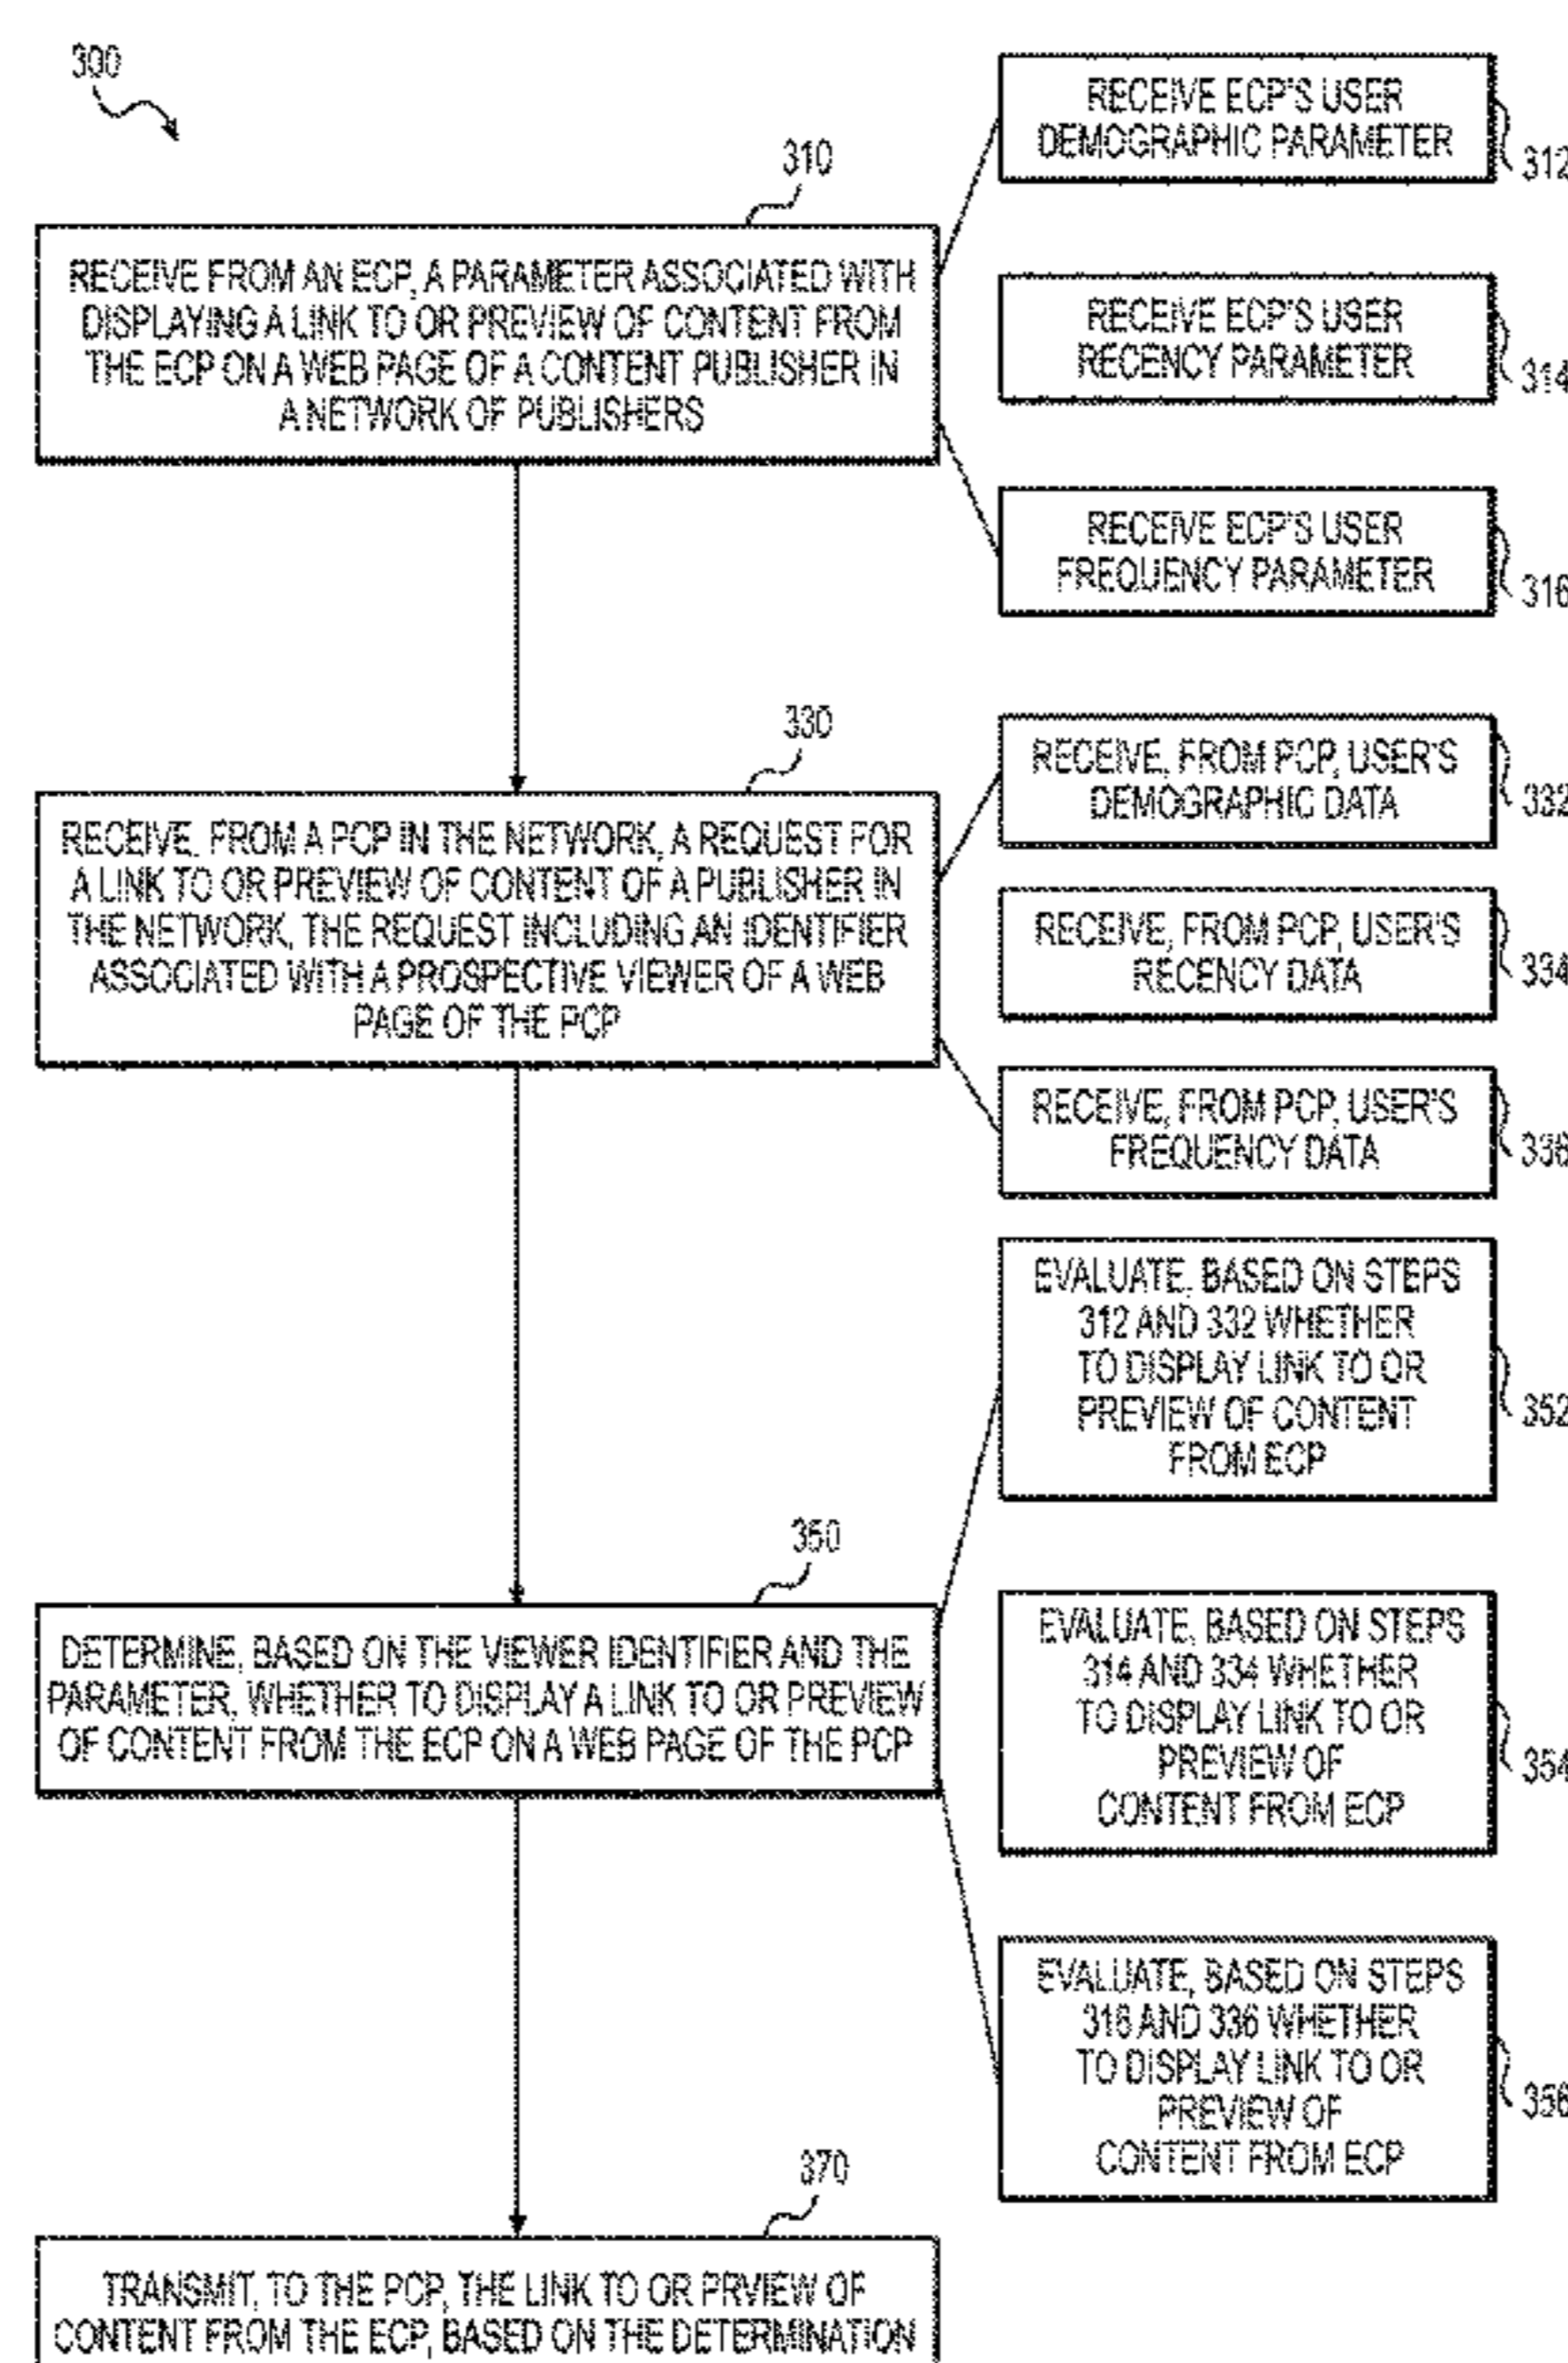 300
310
RECEIVE FROM AN ECP, A PARAMETER ASSOCIATED WITH
DISPLAYING A LINK TO OR PREVIEW OF CONTENT FROM
THE ECP ON A WEB PAGE OF A CONTENT PUBLISHER IN
A NETWORK OF PUBLISHERS
RECEIVE ECP'S USER
DEMOGRAPHIC PARAMETER
312
RECEIVE ECP'S USER
RECENCY PARAMETER
314
RECEIVE ECP'S USER
FREQUENCY PARAMETER
316
330
RECEIVE, FROM A PCP IN THE NETWORK, A REQUEST FOR
A LINK TO OR PREVIEW OF CONTENT OF A PUBLISHER IN
THE NETWORK, THE REQUEST INCLUDING AN IDENTIFIER
ASSOCIATED WITH A PROSPECTIVE VIEWER OF A WEB
PAGE OF THE PCP
RECEIVE, FROM PCP, USER'S
DEMOGRAPHIC DATA
332
RECEIVE, FROM PCP, USER'S
RECENCY DATA
334
RECEIVE, FROM PCP, USER'S
FREQUENCY DATA
336
350
DETERMINE, BASED ON THE VIEWER IDENTIFIER AND THE
PARAMETER, WHETHER TO DISPLAY A LINK TO OR PREVIEW
OF CONTENT FROM THE ECP ON A WEB PAGE OF THE PCP
EVALUATE, BASED ON STEPS
312 AND 332 WHETHER
TO DISPLAY LINK TO OR
PREVIEW OF CONTENT
FROM ECP
352
EVALUATE, BASED ON STEPS
314 AND 334 WHETHER
TO DISPLAY LINK TO OR
PREVIEW OF
CONTENT FROM ECP
354
EVALUATE, BASED ON STEPS
316 AND 336 WHETHER
TO DISPLAY LINK TO OR
PREVIEW OF
CONTENT FROM ECP
356
370
TRANSMIT, TO THE PCP, THE LINK TO OR PRVIEW OF
CONTENT FROM THE ECP, BASED ON THE DETERMINATION